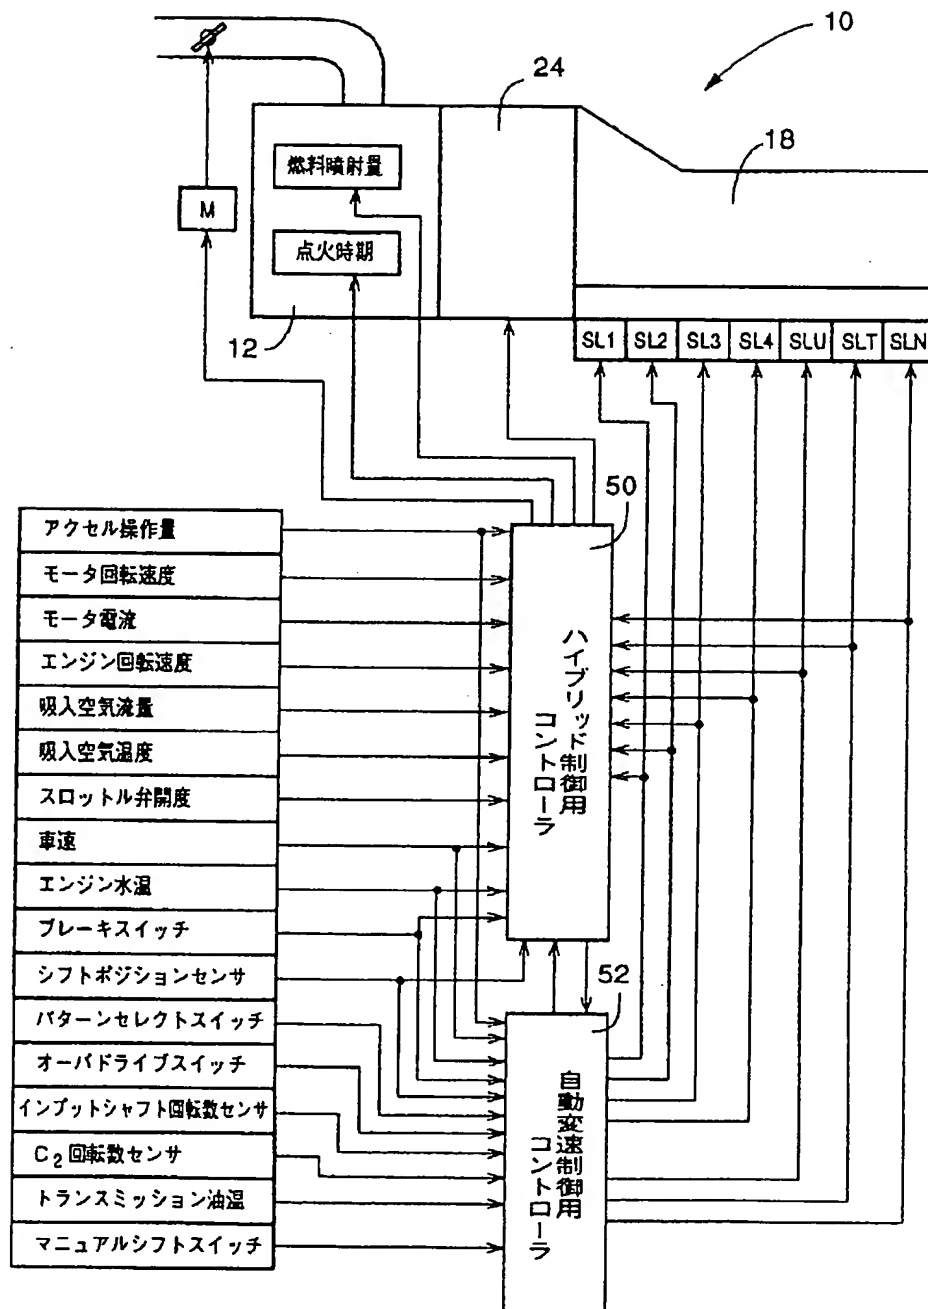 10
24
18
燃料噴射量
M
点火時期
12
SL1 SL2 SL3 SL4 SLU SLT SLN
50
アクセル操作量
モータ回転速度
モータ電流
エンジン回転速度
吸入空気流量
吸入空気温度
スロットル弁開度
車速
エンジン水温
ブレーキスイッチ
シフトポジションセンサ
パターンセレクトスイッチ
オーバドライブスイッチ
インプットシャフト回転数センサ
C₂回転数センサ
トランスミッション油温
マニュアルシフトスイッチ
ハイブリッド制御用
コントローラ
52
自動変速制御用
コントローラ